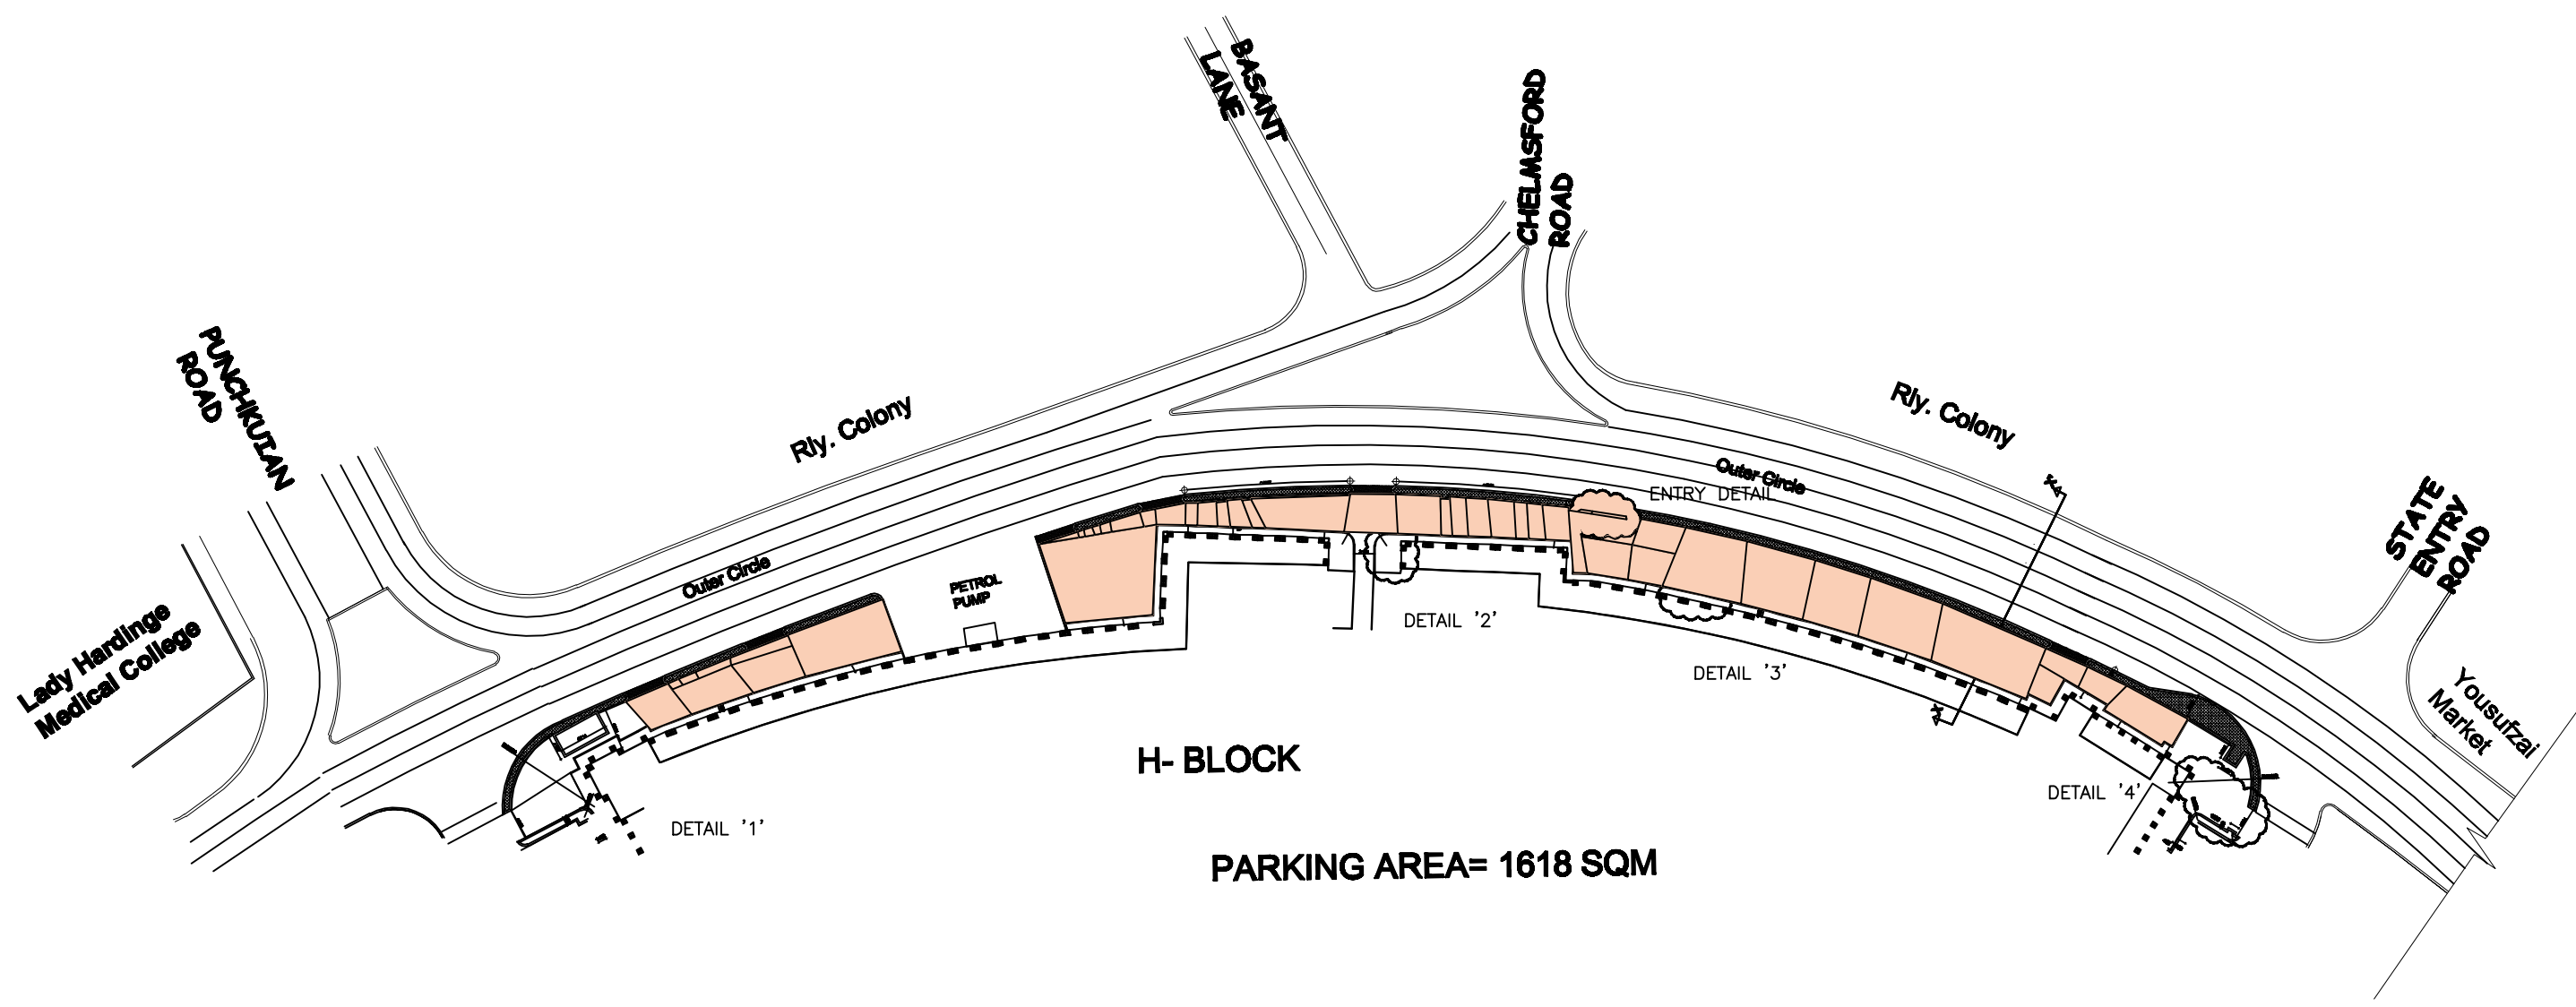 BASANT
LANE
CHELMSFORD
ROAD
PUNCHKUIAN
ROAD
Rly. Colony
Rly. Colony
Outer Circle
ENTRY DETAIL
STATE
ENTRY
ROAD
Outer Circle
PETROL
PUMP
Lady Hardinge
Medical College
DETAIL '2'
DETAIL '3'
Yousufzai
Market
H- BLOCK
DETAIL '4'
DETAIL '1'
PARKING AREA= 1618 SQM